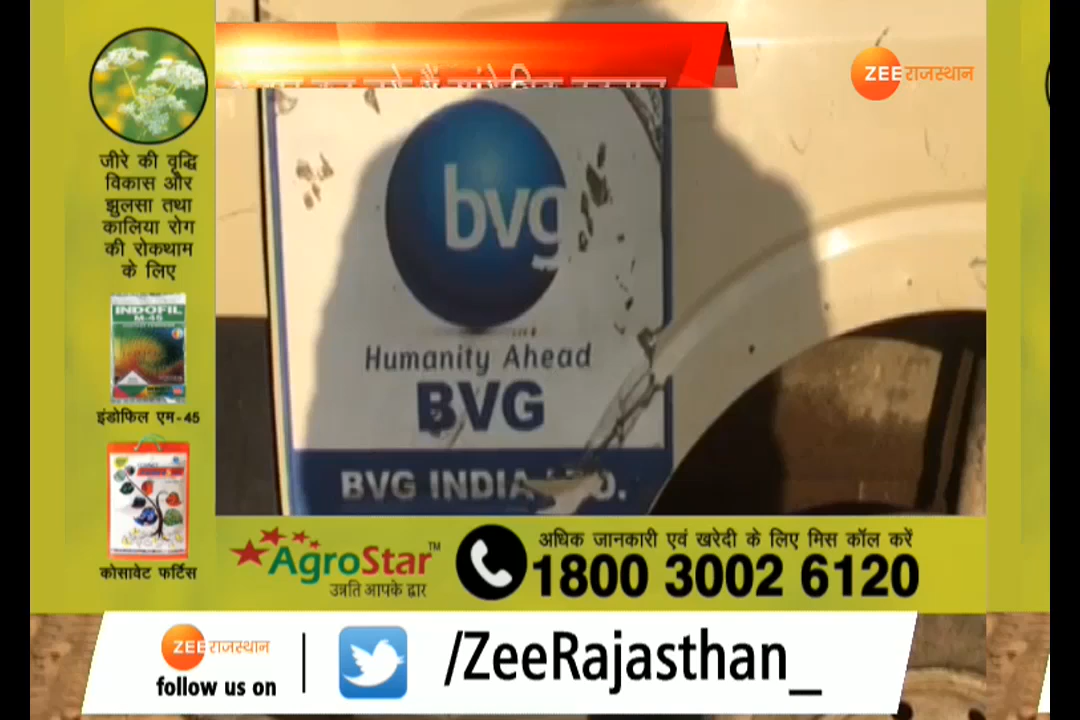 ZEE राजस्थान
जीरे की वृद्धि
विकास और
झुलसा तथा
कालिया रोग
की रोकथाम
के लिए
bvg
Humanity Ahead
BVG
BVG INDIA
INDOFIL
M-45
इंडोफिल एम-45
कोसावेट फर्टिस
AgroStar™
उन्नति आपके द्वार
अधिक जानकारी एवं खरेदी के लिए मिस कॉल करें
1800 3002 6120
ZEE राजस्थान
follow us on
/ZeeRajasthan_